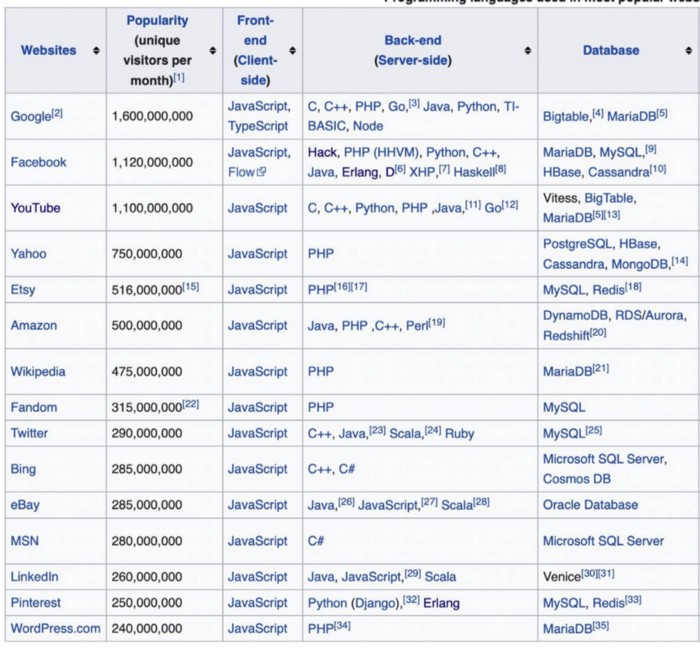 Programming languages used in most popular
Websites
Popularity
(unique
visitors per
month)[1]
Front-
end
(Client-
side)
Back-end
(Server-side)
Database
Google[2]
1,600,000,000
JavaScript,
TypeScript
C, C++, PHP, Go,[3] Java, Python, TI-
BASIC, Node
Bigtable,[4] MariaDB[5]
Facebook
1,120,000,000
JavaScript,
Flow
Hack, PHP (HHVM), Python, C++,
Java, Erlang, D[6] XHP,[7] Haskell[8]
MariaDB, MySQL,[9]
HBase, Cassandra[10]
YouTube
1,100,000,000
JavaScript
C, C++, Python, PHP ,Java,[11] Go[12]
Vitess, BigTable,
MariaDB[5][13]
Yahoo
750,000,000
JavaScript
PHP
PostgreSQL, HBase,
Cassandra, MongoDB,[14]
Etsy
516,000,000[15]
JavaScript
PHP[16][17]
MySQL, Redis[18]
Amazon
500,000,000
JavaScript
Java, PHP ,C++, Perl[19]
DynamoDB, RDS/Aurora,
Redshift[20]
Wikipedia
475,000,000
JavaScript
PHP
MariaDB[21]
Fandom
315,000,000[22]
JavaScript
PHP
MySQL
Twitter
290,000,000
JavaScript
C++, Java,[23] Scala,[24] Ruby
MySQL[25]
Bing
285,000,000
JavaScript
C++, C#
Microsoft SQL Server,
Cosmos DB
eBay
285,000,000
JavaScript
Java,[26] JavaScript,[27] Scala[28]
Oracle Database
MSN
280,000,000
JavaScript
C#
Microsoft SQL Server
LinkedIn
260,000,000
JavaScript
Java, JavaScript,[29] Scala
Venice[30][31]
Pinterest
250,000,000
JavaScript
Python (Django),[32] Erlang
MySQL, Redis[33]
WordPress.com
240,000,000
JavaScript
PHP[34]
MariaDB[35]